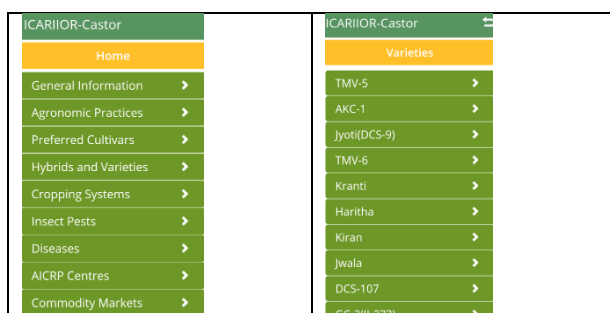 ICARIIOR-Castor
Home
General Information
Agronomic Practices
Preferred Cultivars
Hybrids and Varieties
Cropping Systems
Insect Pests
Diseases
AICRP Centres
Commodity Markets
ICARIIOR-Castor
Varieties
TMV-5
AKC-1
Jyoti(DCS-9)
TMV-6
Kranti
Haritha
Kiran
Jwala
DCS-107